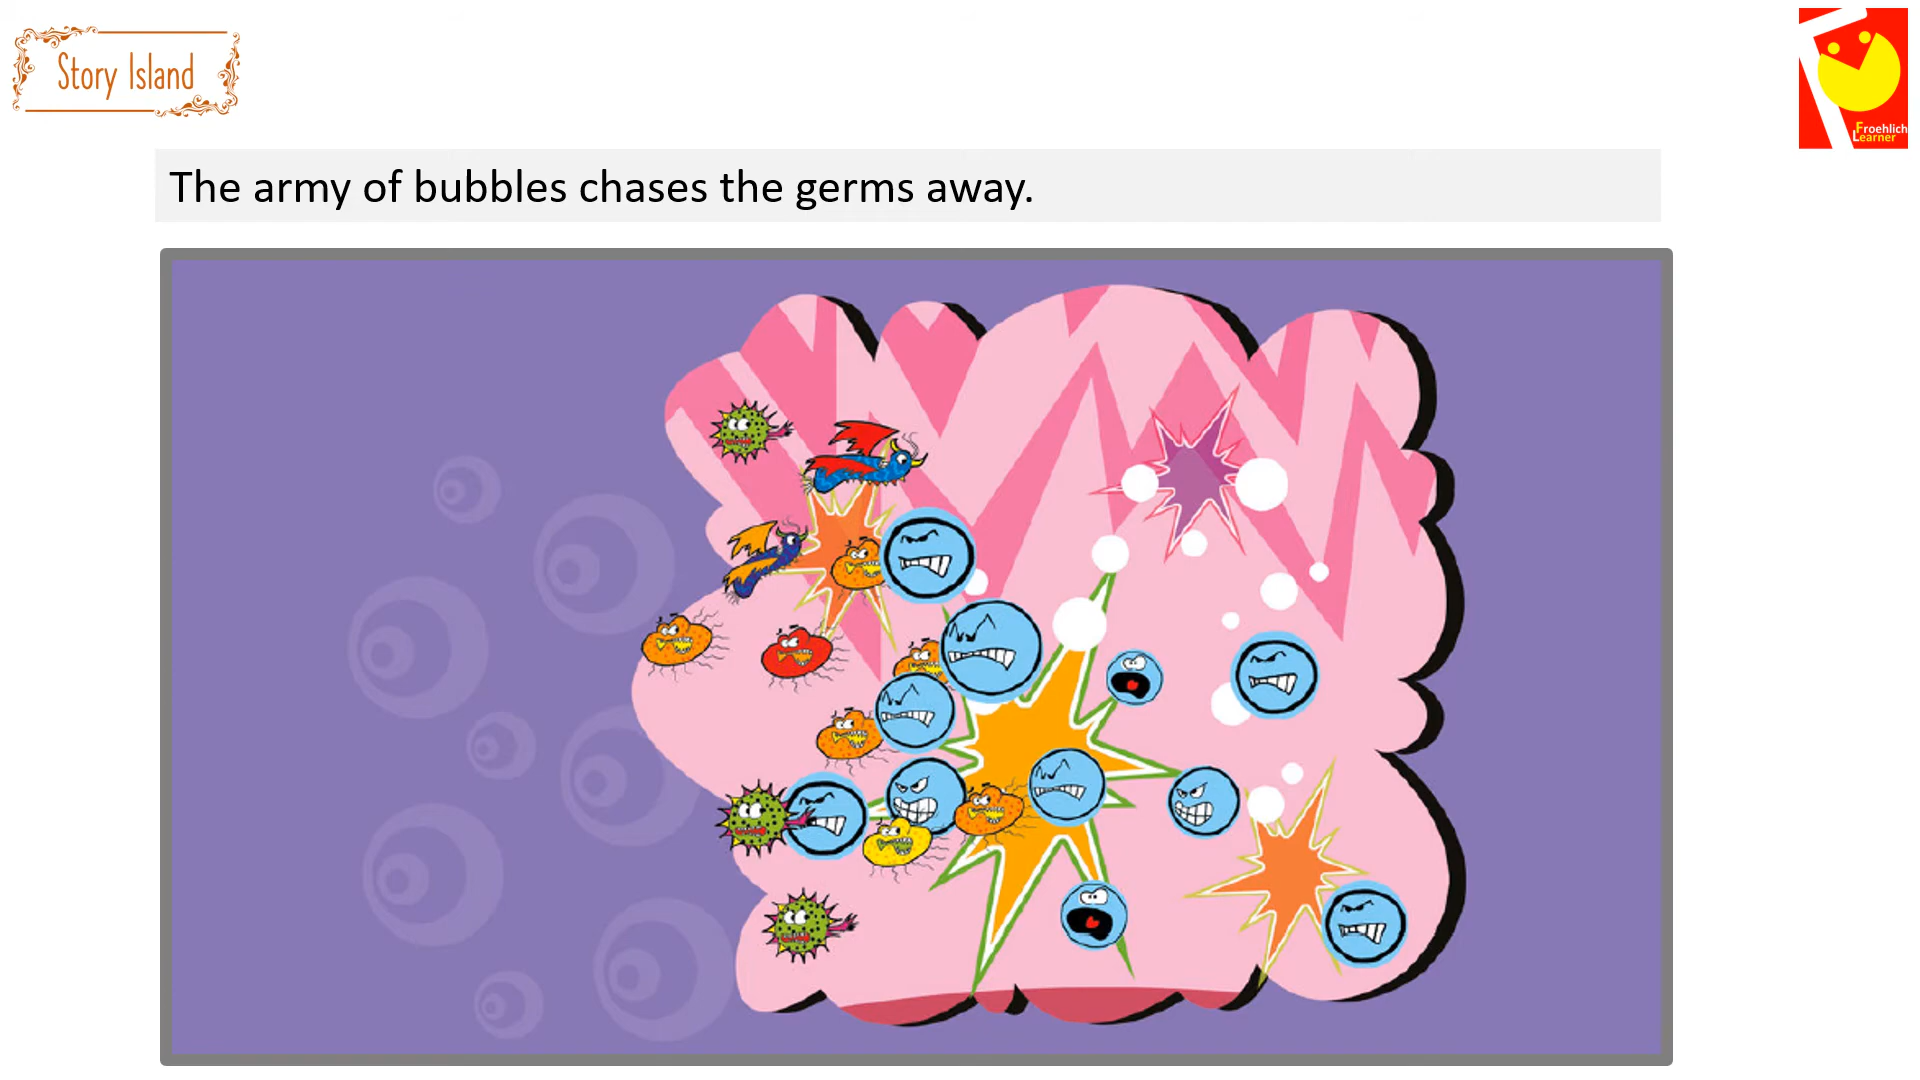 Story Island
Froehlich
Learner
The army of bubbles chases the germs away.